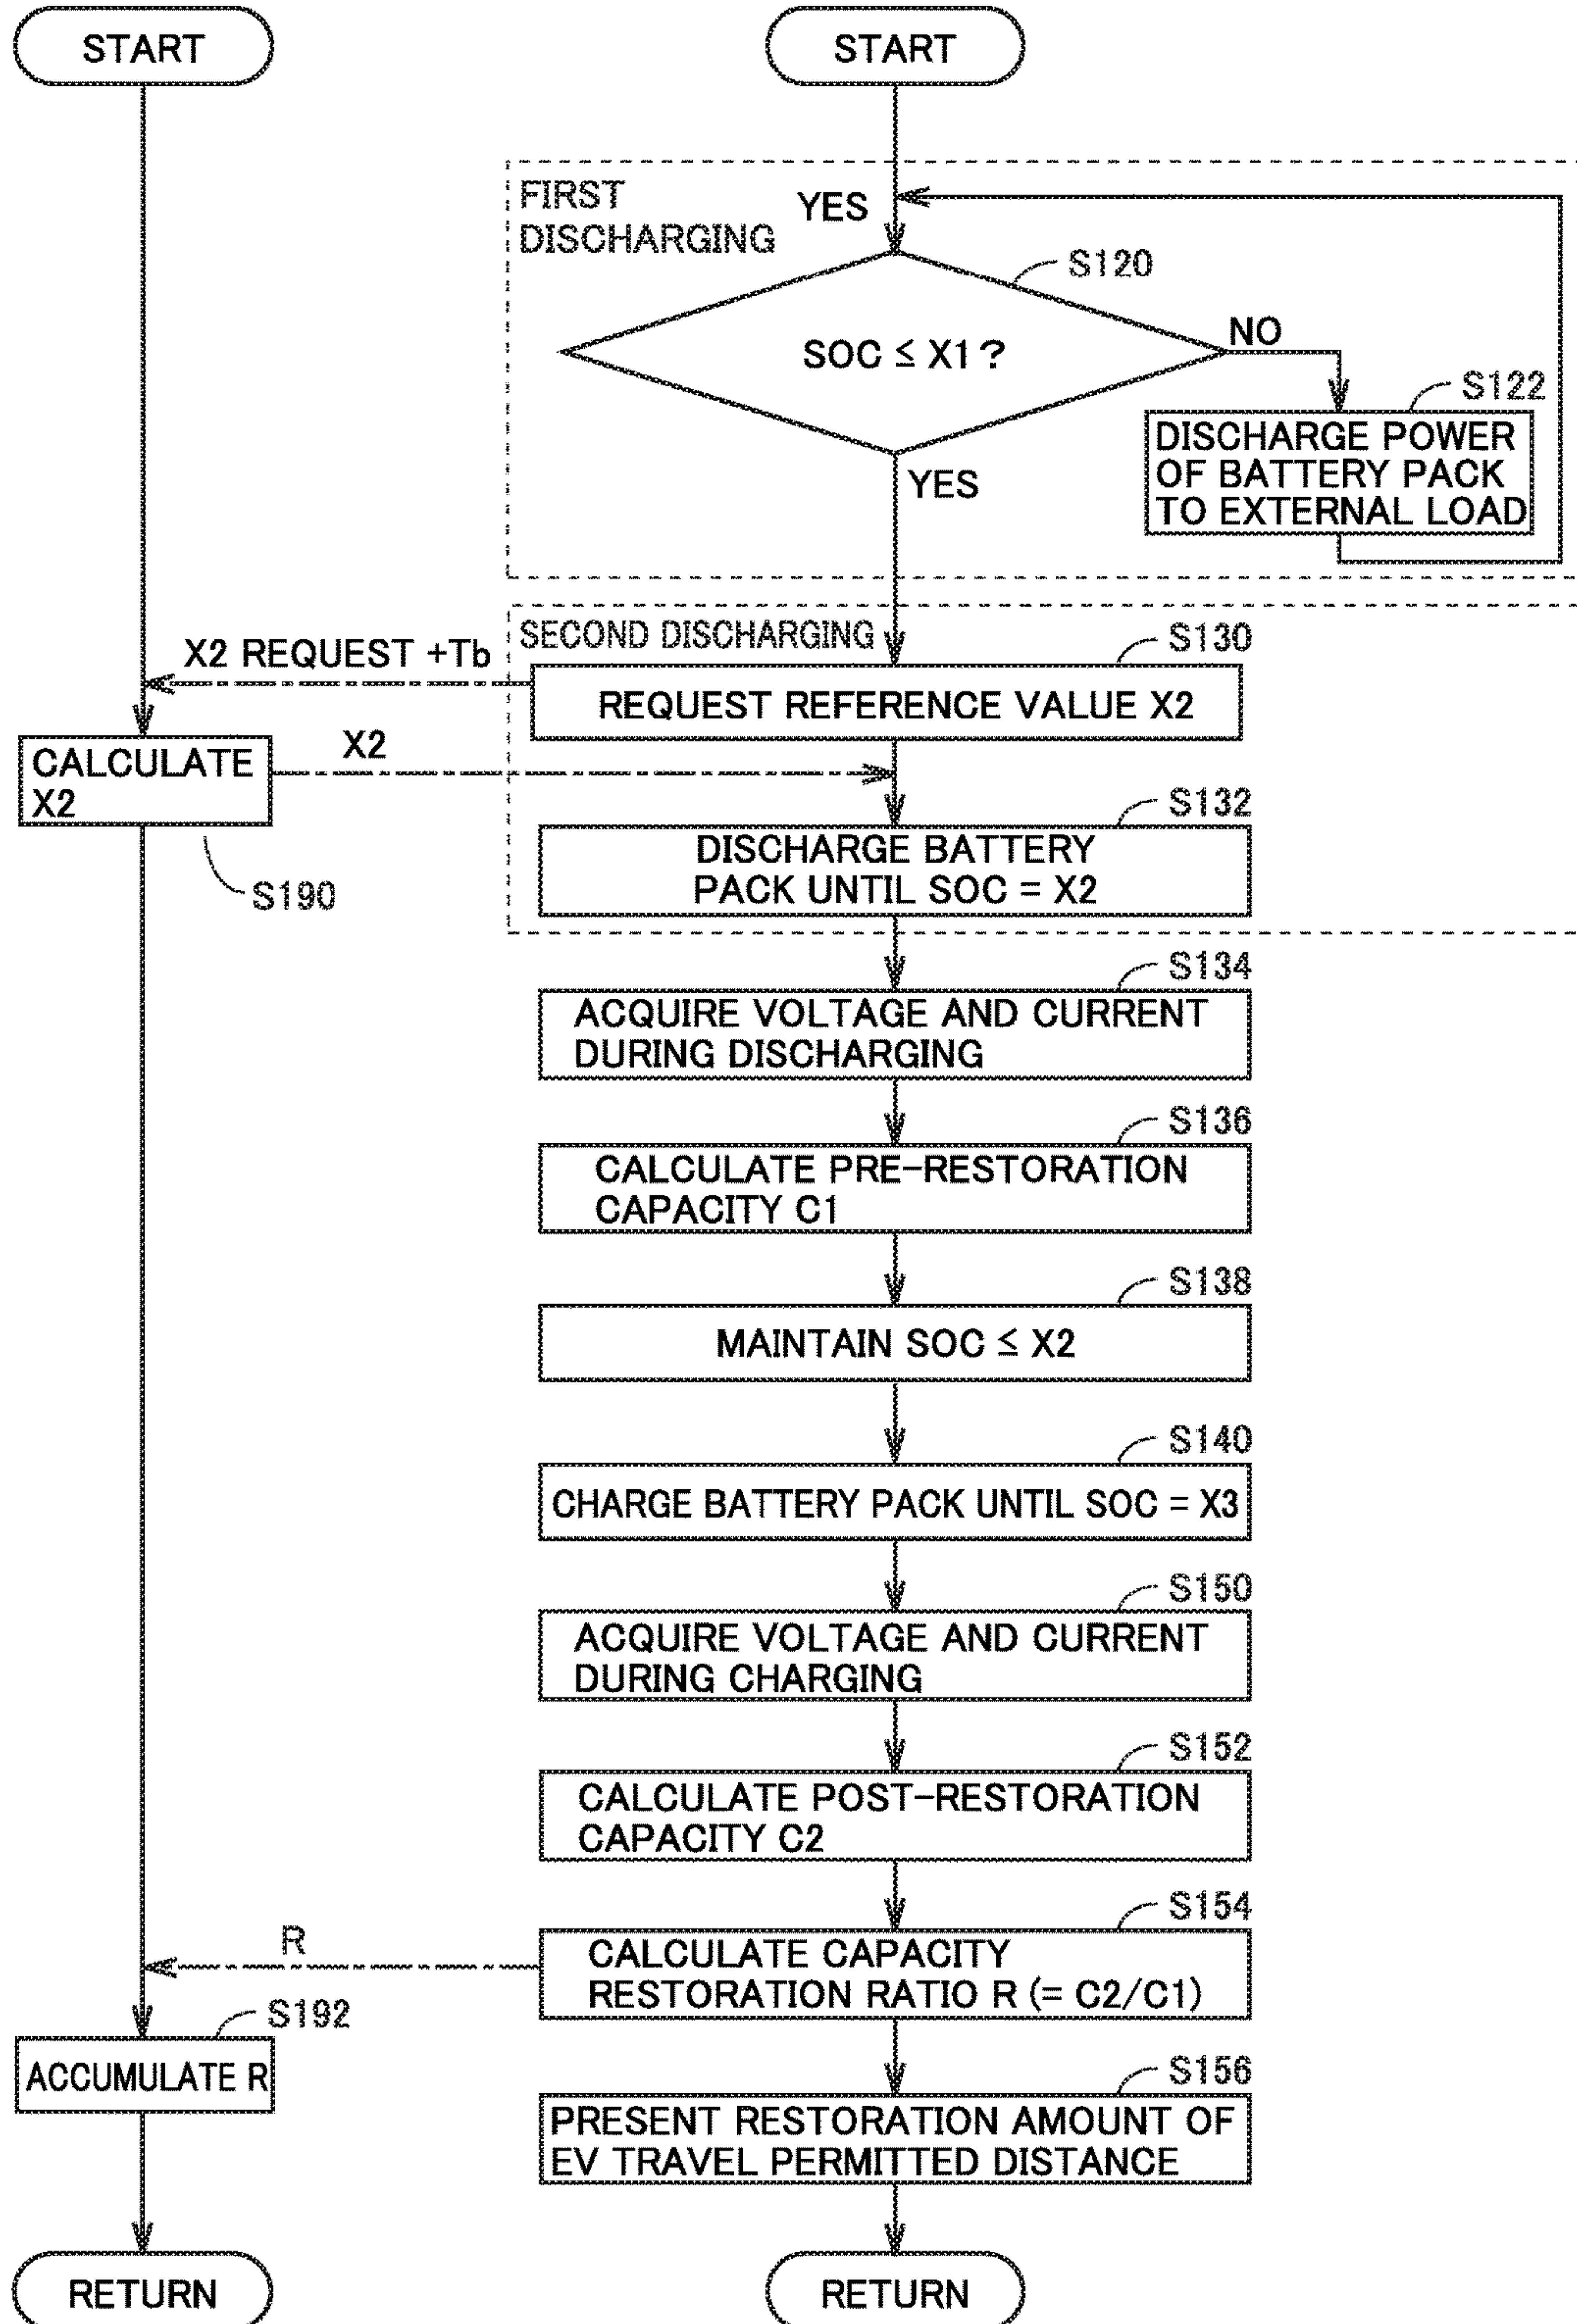 START
START
FIRST
DISCHARGING
YES
S120
SOC ≤ X1?
NO
S122
DISCHARGE POWER
OF BATTERY PACK
TO EXTERNAL LOAD
YES
SECOND DISCHARGING
S130
X2 REQUEST +Tb
REQUEST REFERENCE VALUE X2
CALCULATE
X2
X2
S190
S132
DISCHARGE BATTERY
PACK UNTIL SOC = X2
S134
ACQUIRE VOLTAGE AND CURRENT
DURING DISCHARGING
S136
CALCULATE PRE-RESTORATION
CAPACITY C1
S138
MAINTAIN SOC ≤ X2
S140
CHARGE BATTERY PACK UNTIL SOC = X3
S150
ACQUIRE VOLTAGE AND CURRENT
DURING CHARGING
S152
CALCULATE POST-RESTORATION
CAPACITY C2
S154
R
CALCULATE CAPACITY
RESTORATION RATIO R (= C2/C1)
S192
ACCUMULATE R
S156
PRESENT RESTORATION AMOUNT OF
EV TRAVEL PERMITTED DISTANCE
RETURN
RETURN